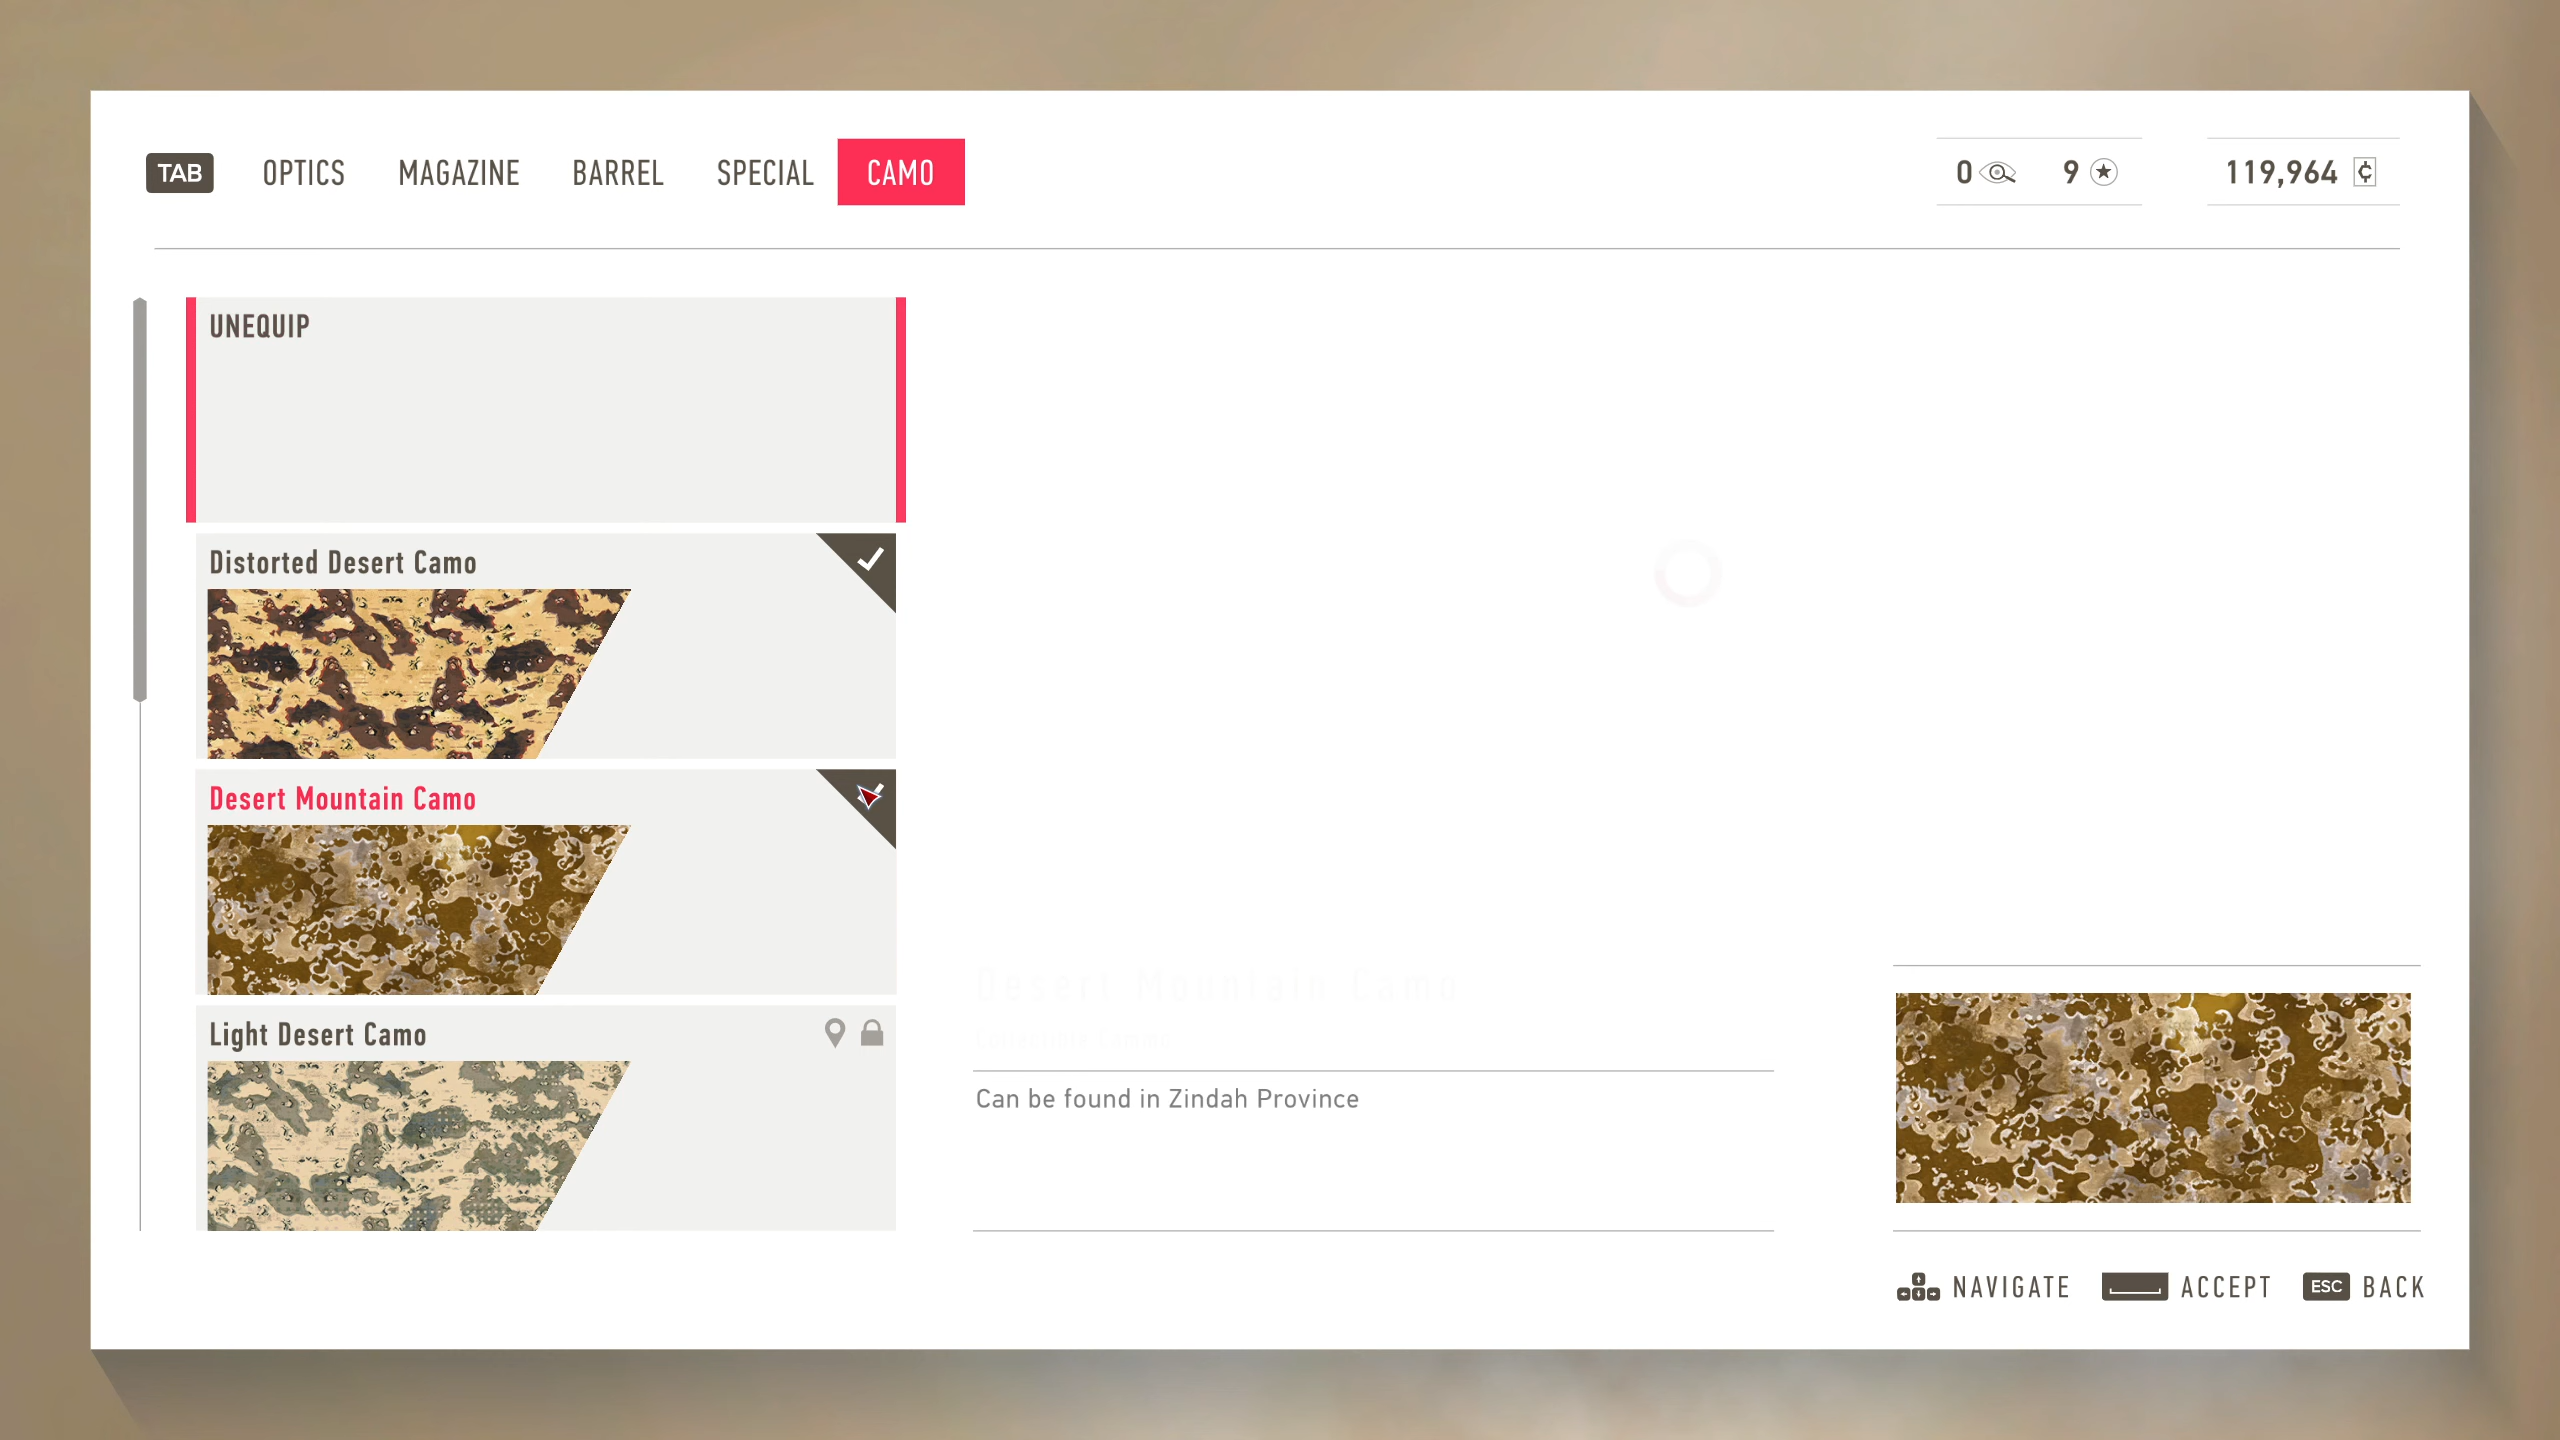 TAB OPTICS MAGAZINE BARREL SPECIAL CAMO 0 9 119,964
UNEQUIP
Distorted Desert Camo
Desert Mountain Camo
Light Desert Camo
Desert Mountain Camo
Can be found in Zindah Province
NAVIGATE ACCEPT ESC BACK